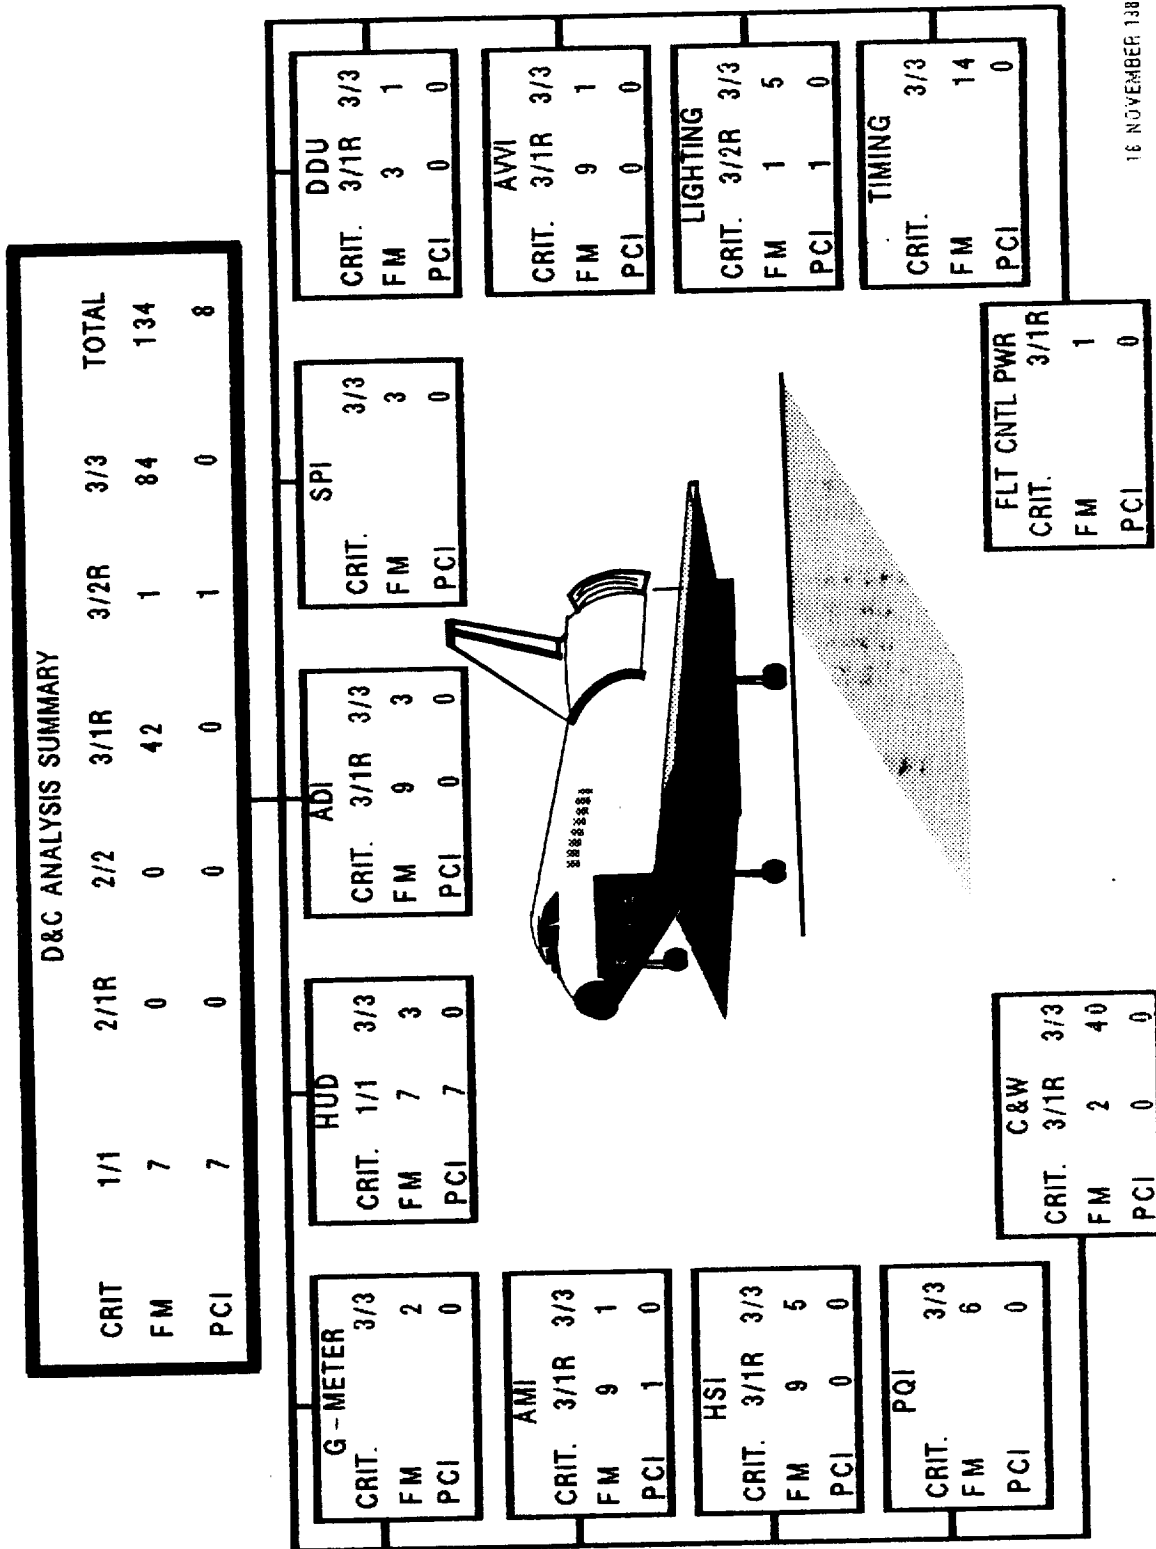 D&C ANALYSIS SUMMARY
CRIT 1/1 2/1R 2/2 3/1R 3/2R 3/3 TOTAL
FM 7 0 0 42 1 84 134
PCI 7 0 0 0 1 0 8
G-METER
CRIT. 3/3
FM 2
PCI 0
HUD
CRIT. 1/1 3/3
FM 7 3
PCI 7 0
ADI
CRIT. 3/1R 3/3
FM 9 3
PCI 0 0
SPI
CRIT. 3/3
FM 3
PCI 0
DDU
CRIT. 3/1R 3/3
FM 3 1
PCI 0 0
AMI
CRIT. 3/1R 3/3
FM 9 1
PCI 1 0
AVVI
CRIT. 3/1R 3/3
FM 9 1
PCI 0 0
HSI
CRIT. 3/1R 3/3
FM 9 5
PCI 0 0
LIGHTING
CRIT. 3/2R 3/3
FM 1 5
PCI 1 0
PQI
CRIT. 3/3
FM 6
PCI 0
TIMING
CRIT. 3/3
FM 14
PCI 0
C&W
CRIT. 3/1R 3/3
FM 2 40
PCI 0 0
FLT CNTL PWR
CRIT. 3/1R
FM 1
PCI 0
16 NOVEMBER